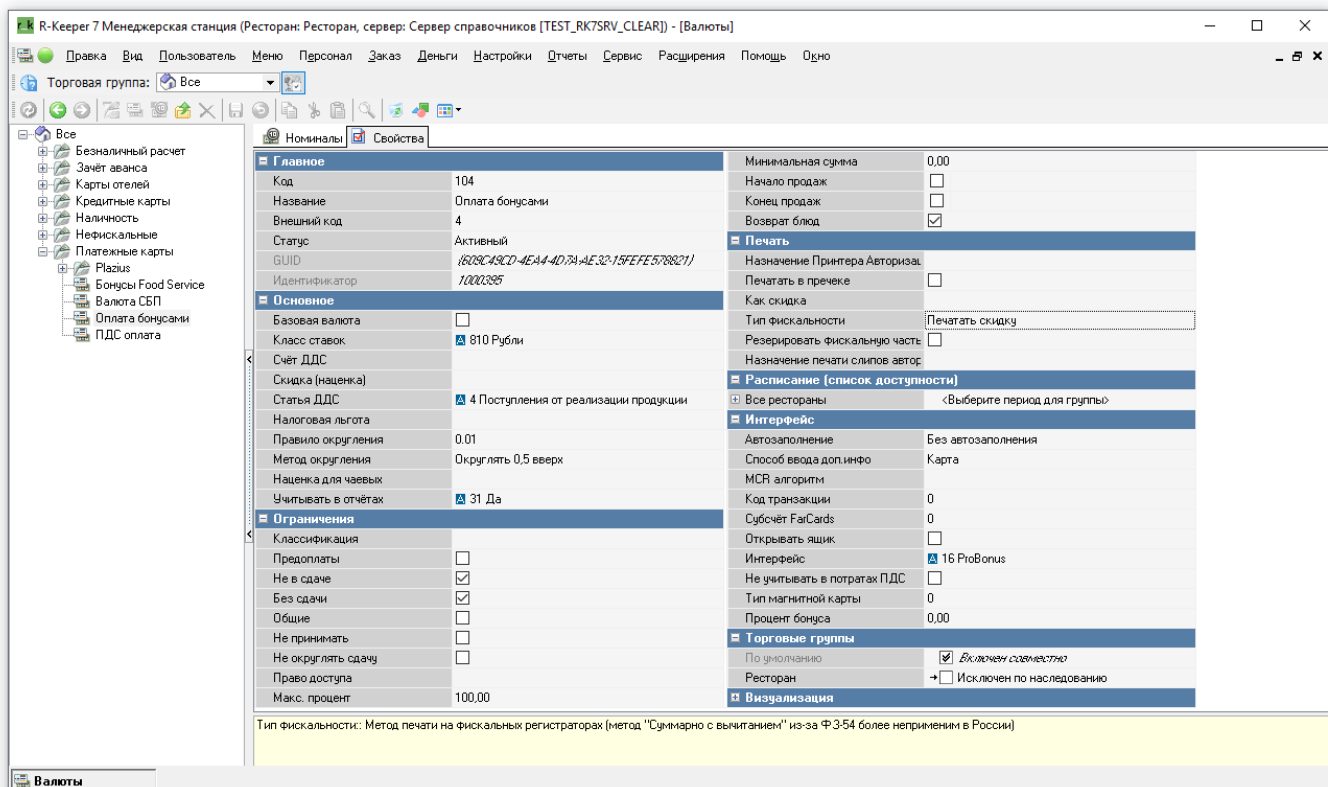 R-Keeper 7 Менеджерская станция (Ресторан: Ресторан, сервер: Сервер справочников [TEST_RK7SRV_CLEAR]) - [Валюты]
Правка Вид Пользователь Меню Персонал Заказ Деньги Настройки Отчеты Сервис Расширения Помощь Окно
Торговая группа: Все
Все
Безналичный расчет
Зачёт аванса
Карты отелей
Кредитные карты
Наличность
Нефискальные
Платежные карты
Plazius
Бонусы Food Service
Валюта СБП
Оплата бонусами
ПДС оплата
Номиналы Свойства
Главное
Код 104
Название Оплата бонусами
Внешний код 4
Статус Активный
GUID {609C49CD-4EA4-4D7A-AE32-15FEFE578821}
Идентификатор 1000395
Основное
Базовая валюта
Класс ставок 810 Рубли
Счёт ДДС
Скидка (наценка)
Статья ДДС 4 Поступления от реализации продукции
Налоговая льгота
Правило округления 0.01
Метод округления Округлять 0,5 вверх
Наценка для чаевых
Учитывать в отчётах 31 Да
Ограничения
Классификация
Предоплаты
Не в сдаче
Без сдачи
Общие
Не принимать
Не округлять сдачу
Право доступа
Макс. процент 100,00
Минимальная сумма 0,00
Начало продаж
Конец продаж
Возврат блюд
Печать
Назначение Принтера Авторизац
Печатать в пречеке
Как скидка
Тип фискальности Печатать скидку
Резерировать фискальную часть
Назначение печати слипов автор
Расписание (список доступности)
Все рестораны <Выберите период для группы>
Интерфейс
Автозаполнение Без автозаполнения
Способ ввода доп.инфо Карта
MCR алгоритм
Код транзакции 0
Субсчёт FarCards 0
Открывать ящик
Интерфейс 16 ProBonus
Не учитывать в потратах ПДС
Тип магнитной карты 0
Процент бонуса 0,00
Торговые группы
По умолчанию Включен совместно
Ресторан Исключен по наследованию
Визуализация
Тип фискальности:: Метод печати на фискальных регистраторах (метод "Суммарно с вычитанием" из-за ФЗ-54 более неприменим в России)
Валюты